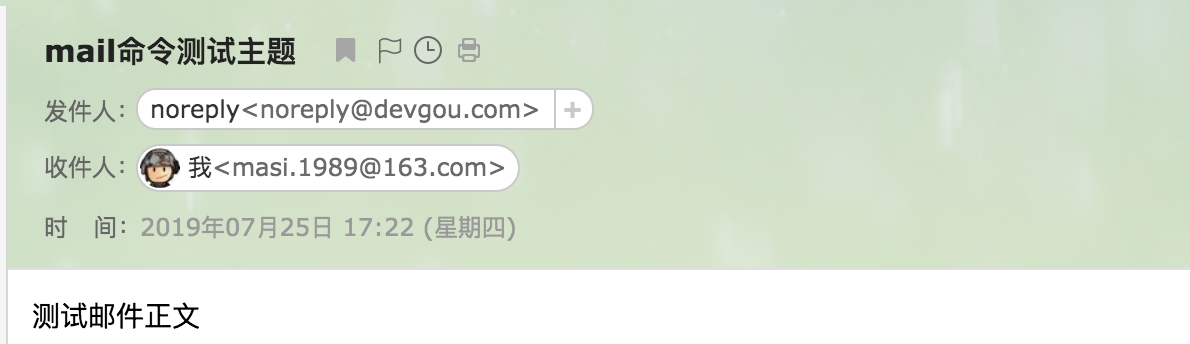 mail命令测试主题
发件人：noreply<noreply@devgou.com> +
收件人：我<masi.1989@163.com>
时 间：2019年07月25日 17:22 (星期四)
测试邮件正文